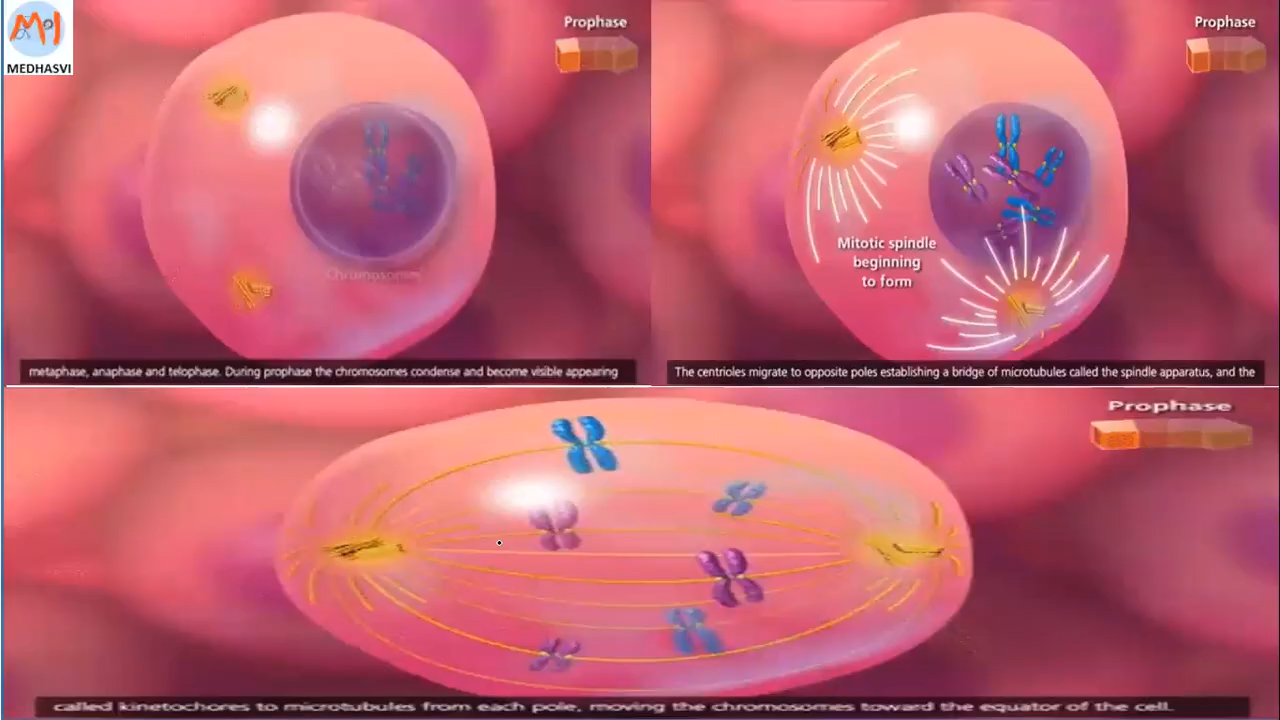 MI
MEDHASVI
Prophase
Chromosomes
metaphase, anaphase and telophase. During prophase the chromosomes condense and become visible appearing
Prophase
Mitotic spindle
beginning
to form
The centrioles migrate to opposite poles establishing a bridge of microtubules called the spindle apparatus, and the
Prophase
called kinetochores to microtubules from each pole, moving the chromosomes toward the equator of the cell.